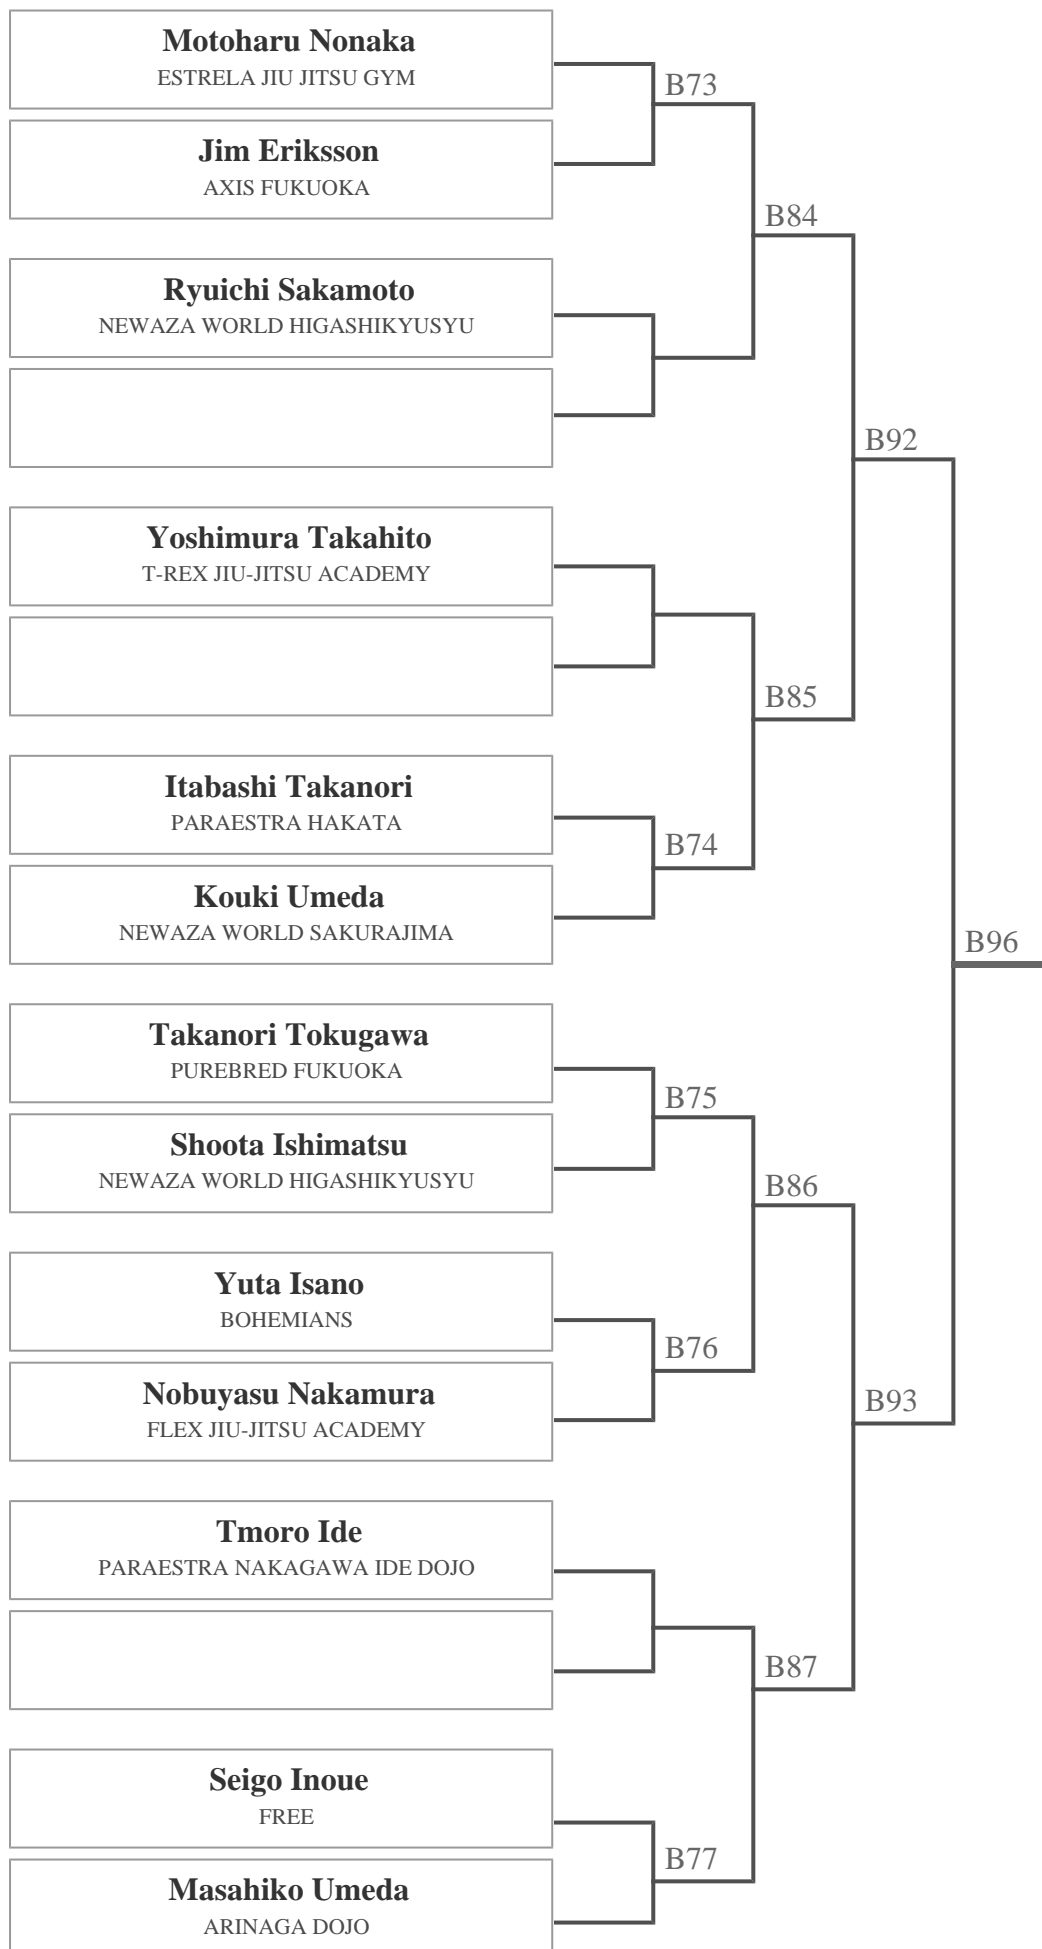 Motoharu Nonaka
ESTRELA JIU JITSU GYM
B73
Jim Eriksson
AXIS FUKUOKA
B84
Ryuichi Sakamoto
NEWAZA WORLD HIGASHIKYUSYU
B92
Yoshimura Takahito
T-REX JIU-JITSU ACADEMY
B85
Itabashi Takanori
PARAESTRA HAKATA
B74
Kouki Umeda
NEWAZA WORLD SAKURAJIMA
B96
Takanori Tokugawa
PUREBRED FUKUOKA
B75
Shoota Ishimatsu
NEWAZA WORLD HIGASHIKYUSYU
B86
Yuta Isano
BOHEMIANS
B76
Nobuyasu Nakamura
FLEX JIU-JITSU ACADEMY
B93
Tmoro Ide
PARAESTRA NAKAGAWA IDE DOJO
B87
Seigo Inoue
FREE
B77
Masahiko Umeda
ARINAGA DOJO